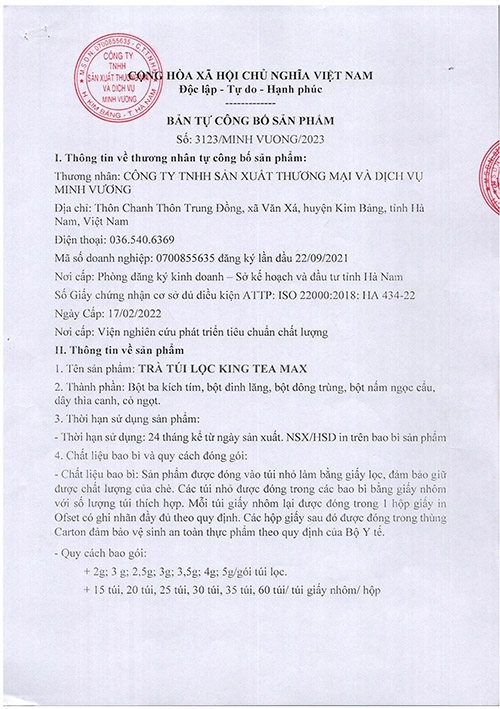 M.S.D.N: 0700855635 - C.T.T.N.H.H
CÔNG TY
TNHH
SẢN XUẤT THƯƠNG MẠI
VÀ DỊCH VỤ
MINH VƯƠNG
H. KIM BẢNG - T. HÀ NAM
CỘNG HÒA XÃ HỘI CHỦ NGHĨA VIỆT NAM
Độc lập - Tự do - Hạnh phúc
-------------
BẢN TỰ CÔNG BỐ SẢN PHẨM
Số: 3123/MINH VUONG/2023
I. Thông tin về thương nhân tự công bố sản phẩm:
Thương nhân: CÔNG TY TNHH SẢN XUẤT THƯƠNG MẠI VÀ DỊCH VỤ
MINH VƯƠNG
Địa chỉ: Thôn Chanh Thôn Trung Đồng, xã Văn Xá, huyện Kim Bảng, tỉnh Hà
Nam, Việt Nam
Điện thoại: 036.540.6369
Mã số doanh nghiệp: 0700855635 đăng ký lần đầu 22/09/2021
Nơi cấp: Phòng đăng ký kinh doanh – Sở kế hoạch và đầu tư tỉnh Hà Nam
Số Giấy chứng nhận cơ sở đủ điều kiện ATTP: ISO 22000:2018: HA 434-22
Ngày Cấp: 17/02/2022
Nơi cấp: Viện nghiên cứu phát triển tiêu chuẩn chất lượng
II. Thông tin về sản phẩm
1. Tên sản phẩm: TRÀ TÚI LỌC KING TEA MAX
2. Thành phần: Bột ba kích tím, bột đinh lăng, bột đông trùng, bột nấm ngọc cẩu,
dây thìa canh, cỏ ngọt.
3. Thời hạn sử dụng sản phẩm:
- Thời hạn sử dụng: 24 tháng kể từ ngày sản xuất. NSX/HSD in trên bao bì sản phẩm
4. Chất liệu bao bì và quy cách đóng gói:
- Chất liệu bao bì: Sản phẩm được đóng vào túi nhỏ làm bằng giấy lọc, đảm bảo giữ
được chất lượng của chè. Các túi nhỏ được đóng trong các bao bì bằng giấy nhôm
với số lượng túi thích hợp. Mỗi túi giấy nhôm lại được đóng trong 1 hộp giấy in
Ofset có ghi nhãn đầy đủ theo quy định. Các hộp giấy sau đó được đóng trong thùng
Carton đảm bảo vệ sinh an toàn thực phẩm theo quy định của Bộ Y tế.
- Quy cách bao gói:
+ 2g; 3 g; 2,5g; 3g; 3,5g; 4g; 5g/gói túi lọc.
+ 15 túi, 20 túi, 25 túi, 30 túi, 35 túi, 60 túi/ túi giấy nhôm/ hộp